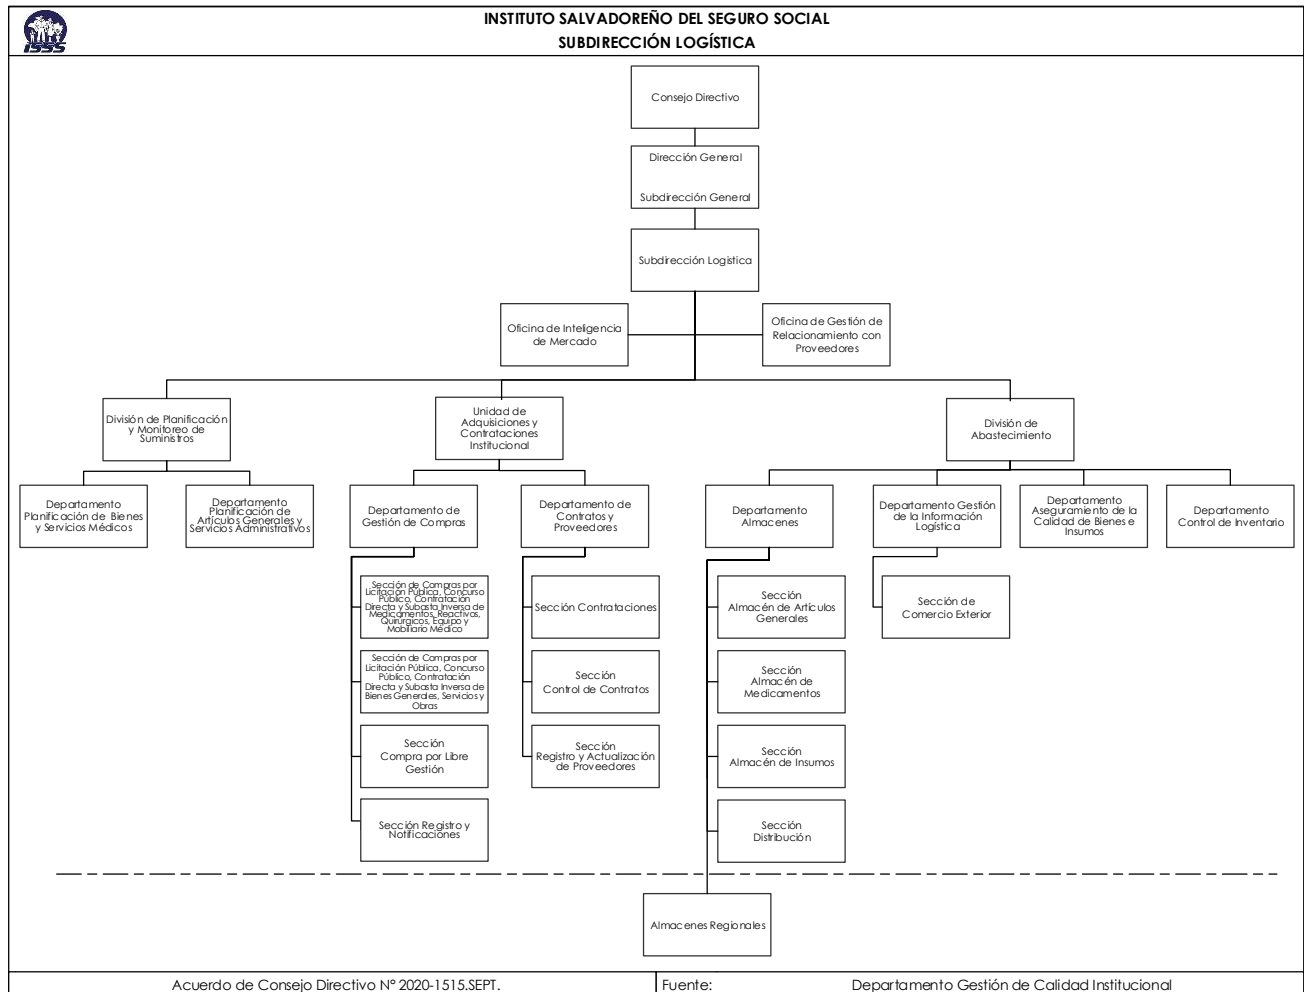 ISSS
INSTITUTO SALVADOREÑO DEL SEGURO SOCIAL
SUBDIRECCIÓN LOGÍSTICA
Consejo Directivo
Dirección General
Subdirección General
Subdirección Logística
Oficina de Inteligencia
de Mercado
Oficina de Gestión de
Relacionamiento con
Proveedores
División de Planificación
y Monitoreo de
Suministros
Unidad de
Adquisiciones y
Contrataciones
Institucional
División de
Abastecimiento
Departamento
Planificación de Bienes
y Servicios Médicos
Departamento
Planificación de
Artículos Generales y
Servicios Administrativos
Departamento de
Gestión de Compras
Departamento de
Contratos y
Proveedores
Departamento
Almacenes
Departamento Gestión
de la Información
Logística
Departamento
Aseguramiento de la
Calidad de Bienes e
Insumos
Departamento
Control de Inventario
Sección de Compras por
Licitación Pública, Concurso
Público, Contratación
Directa y Subasta Inversa de
Medicamentos, Reactivos,
Quirúrgicos, Equipo y
Mobiliario Médico
Sección Contrataciones
Sección
Almacén de Artículos
Generales
Sección de
Comercio Exterior
Sección de Compras por
Licitación Pública, Concurso
Público, Contratación
Directa y Subasta Inversa de
Bienes Generales, Servicios y
Obras
Sección
Control de Contratos
Sección
Almacén de
Medicamentos
Sección
Compra por Libre
Gestión
Sección
Registro y Actualización
de Proveedores
Sección
Almacén de Insumos
Sección Registro y
Notificaciones
Sección
Distribución
Almacenes Regionales
Acuerdo de Consejo Directivo N° 2020-1515.SEPT.
Fuente:
Departamento Gestión de Calidad Institucional